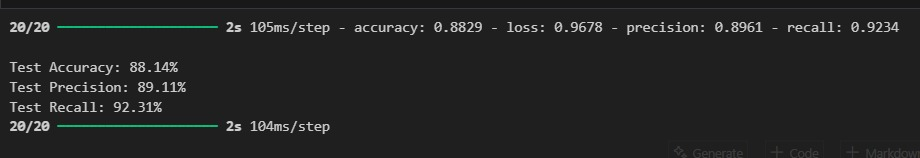 20/20 ━━━━━━━━━━━━━━━━━━━━ 2s 105ms/step - accuracy: 0.8829 - loss: 0.9678 - precision: 0.8961 - recall: 0.9234
Test Accuracy: 88.14%
Test Precision: 89.11%
Test Recall: 92.31%
20/20 ━━━━━━━━━━━━━━━━━━━━ 2s 104ms/step
Generate + Code + Markdown